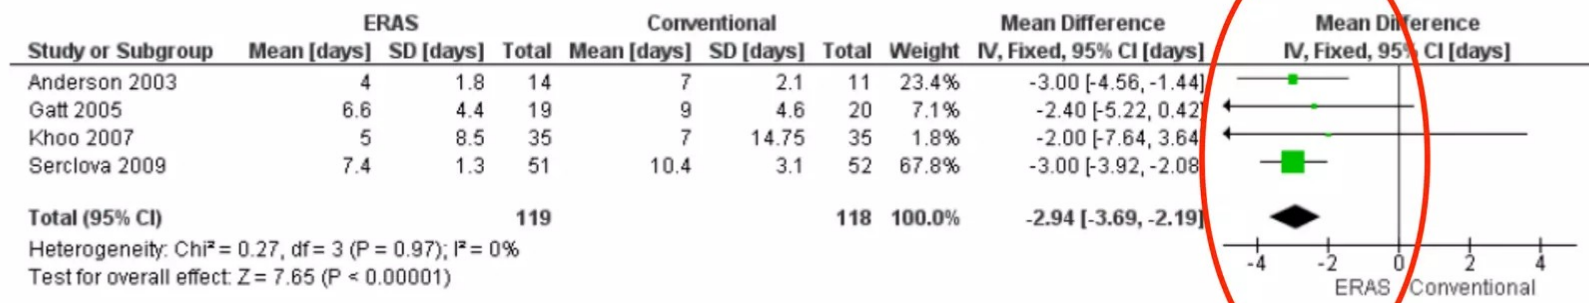 ERAS Conventional Mean Difference Mean Difference
Study or Subgroup Mean [days] SD [days] Total Mean [days] SD [days] Total Weight IV, Fixed, 95% CI [days] IV, Fixed, 95% CI [days]
Anderson 2003 4 1.8 14 7 2.1 11 23.4% -3.00 [-4.56, -1.44]
Gatt 2005 6.6 4.4 19 9 4.6 20 7.1% -2.40 [-5.22, 0.42]
Khoo 2007 5 8.5 35 7 14.75 35 1.8% -2.00 [-7.64, 3.64]
Serclova 2009 7.4 1.3 51 10.4 3.1 52 67.8% -3.00 [-3.92, -2.08]
Total (95% CI) 119 118 100.0% -2.94 [-3.69, -2.19]
Heterogeneity: Chi² = 0.27, df = 3 (P = 0.97); I² = 0%
Test for overall effect: Z = 7.65 (P < 0.00001)
-4 -2 0 2 4
ERAS Conventional